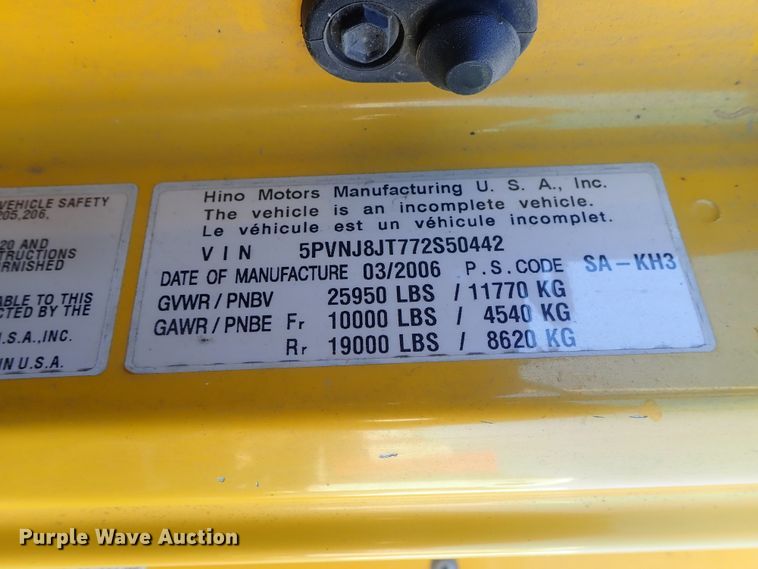 VEHICLE SAFETY
205, 206,
20 AND
TRUCTIONS
RNISHED
ABLE TO THIS
CTED BY THE
.S.A., INC.
IN U.S.A.
Hino Motors Manufacturing U. S. A., Inc.
The vehicle is an incomplete vehicle.
Le véhicule est un véhicule incomplet.
VIN 5PVNJ8JT772S50442
DATE OF MANUFACTURE 03/2006 P.S.CODE SA-KH3
GVWR / PNBV 25950 LBS / 11770 KG
GAWR / PNBE Fr 10000 LBS / 4540 KG
Rr 19000 LBS / 8620 KG
Purple Wave Auction